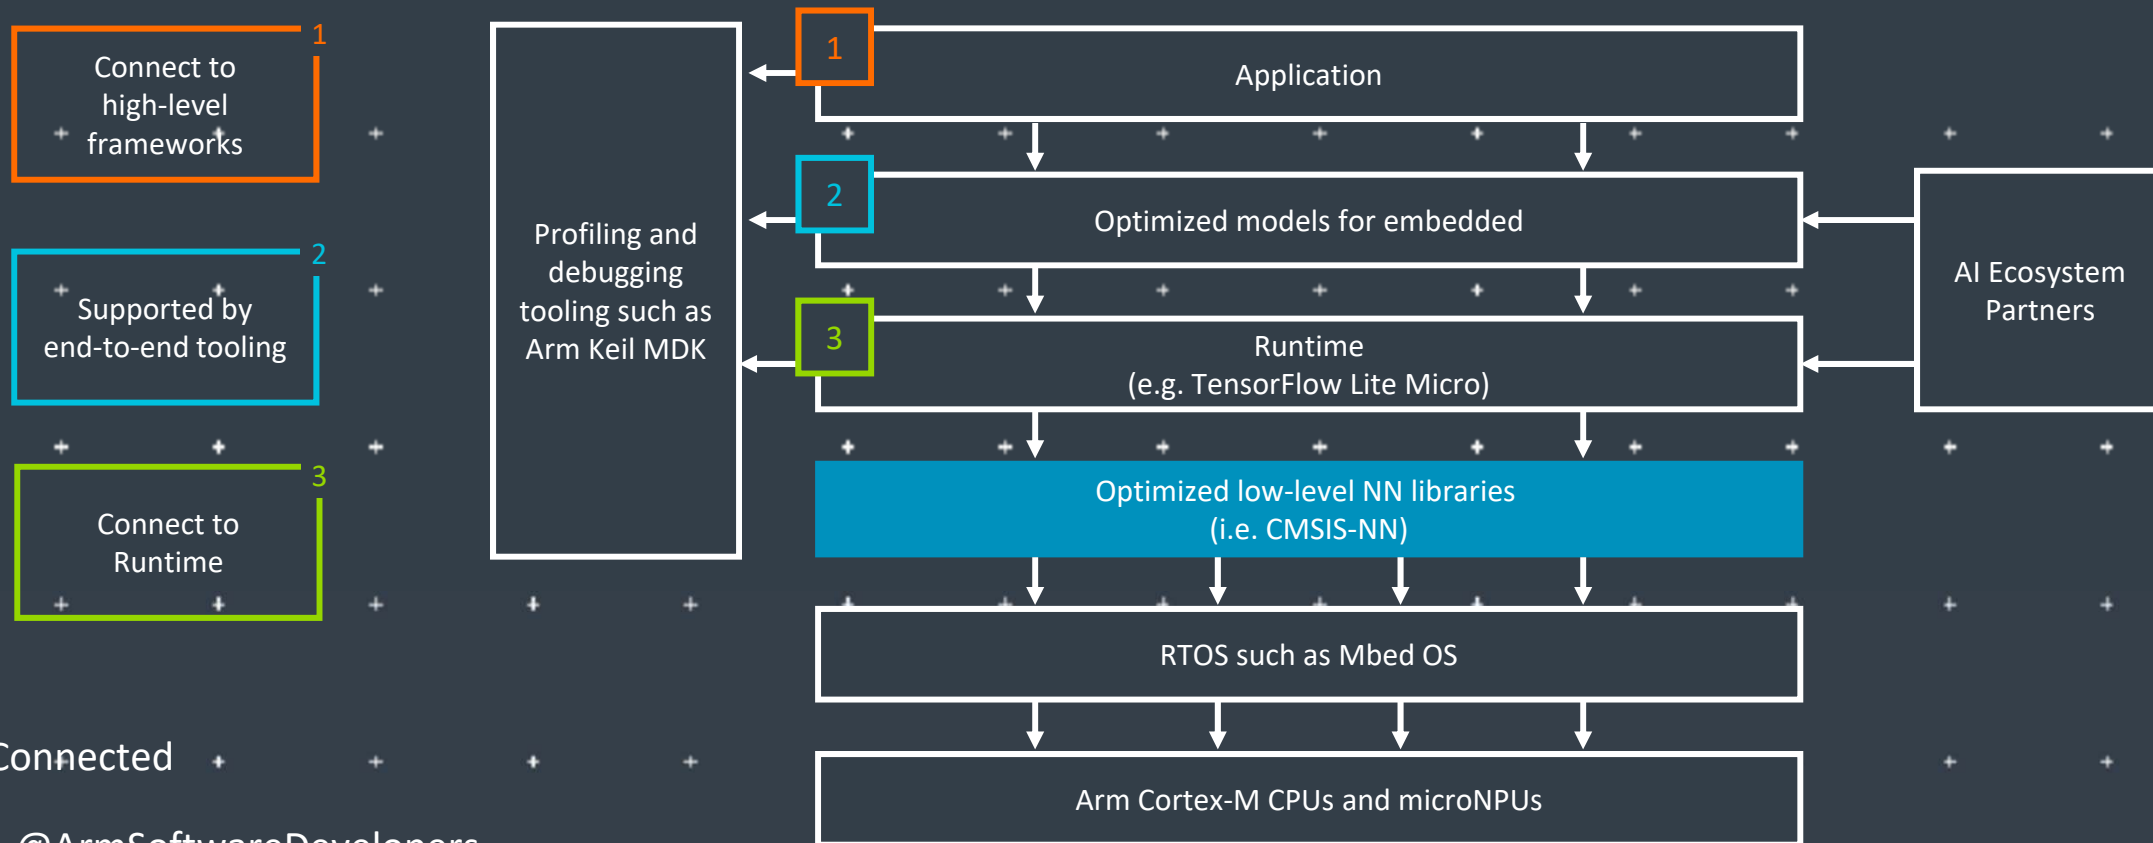 1
Connect to
high-level
frameworks
2
Supported by
end-to-end tooling
3
Connect to
Runtime
Profiling and
debugging
tooling such as
Arm Keil MDK
1
Application
2
Optimized models for embedded
3
Runtime
(e.g. TensorFlow Lite Micro)
Optimized low-level NN libraries
(i.e. CMSIS-NN)
RTOS such as Mbed OS
Arm Cortex-M CPUs and microNPUs
AI Ecosystem
Partners
Connected
@ArmSoftwareDevelopers